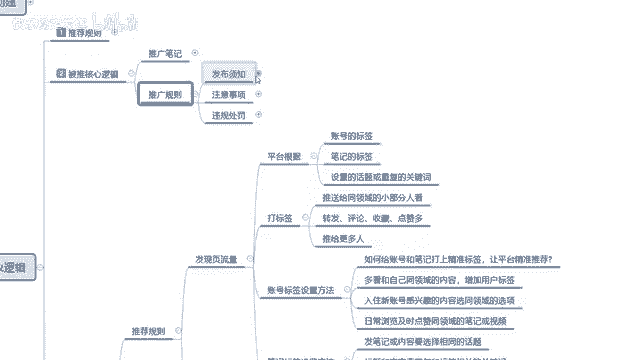 推荐规则
推广笔记
被推核心逻辑
发布须知
推广规则
注意事项
违规处罚
账号的标签
平台根据
笔记的标签
设置的话题或重复的关键词
推送给同领域的小部分人看
打标签
转发、评论、收藏、点赞多
推给更多人
发现页流量
如何给账号和笔记打上精准标签，让平台精准推荐？
多看和自己同领域的内容，增加用户标签
账号标签设置方法
入住新账号感兴趣的内容选同领域的选项
日常浏览及时点赞同领域的笔记或视频
逻辑
推荐规则
发笔记或内容要选择相同的话题